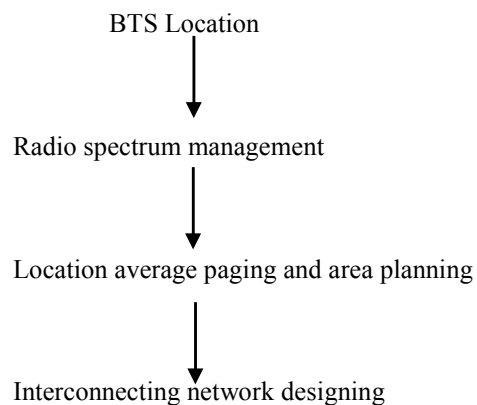 BTS Location
Radio spectrum management
Location average paging and area planning
Interconnecting network designing